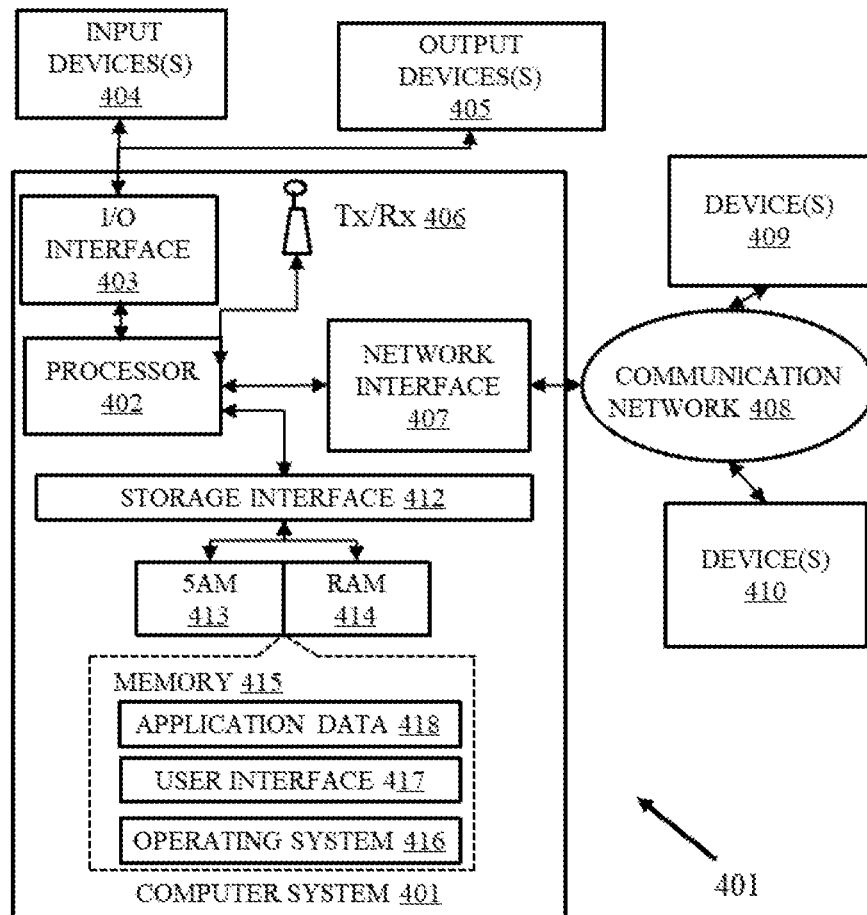 INPUT
DEVICES(S)
404
OUTPUT
DEVICES(S)
405
I/O
INTERFACE
403
Tx/Rx 406
DEVICE(S)
409
PROCESSOR
402
NETWORK
INTERFACE
407
COMMUNICATION
NETWORK 408
STORAGE INTERFACE 412
5AM
413
RAM
414
DEVICE(S)
410
MEMORY 415
APPLICATION DATA 418
USER INTERFACE 417
OPERATING SYSTEM 416
COMPUTER SYSTEM 401
401